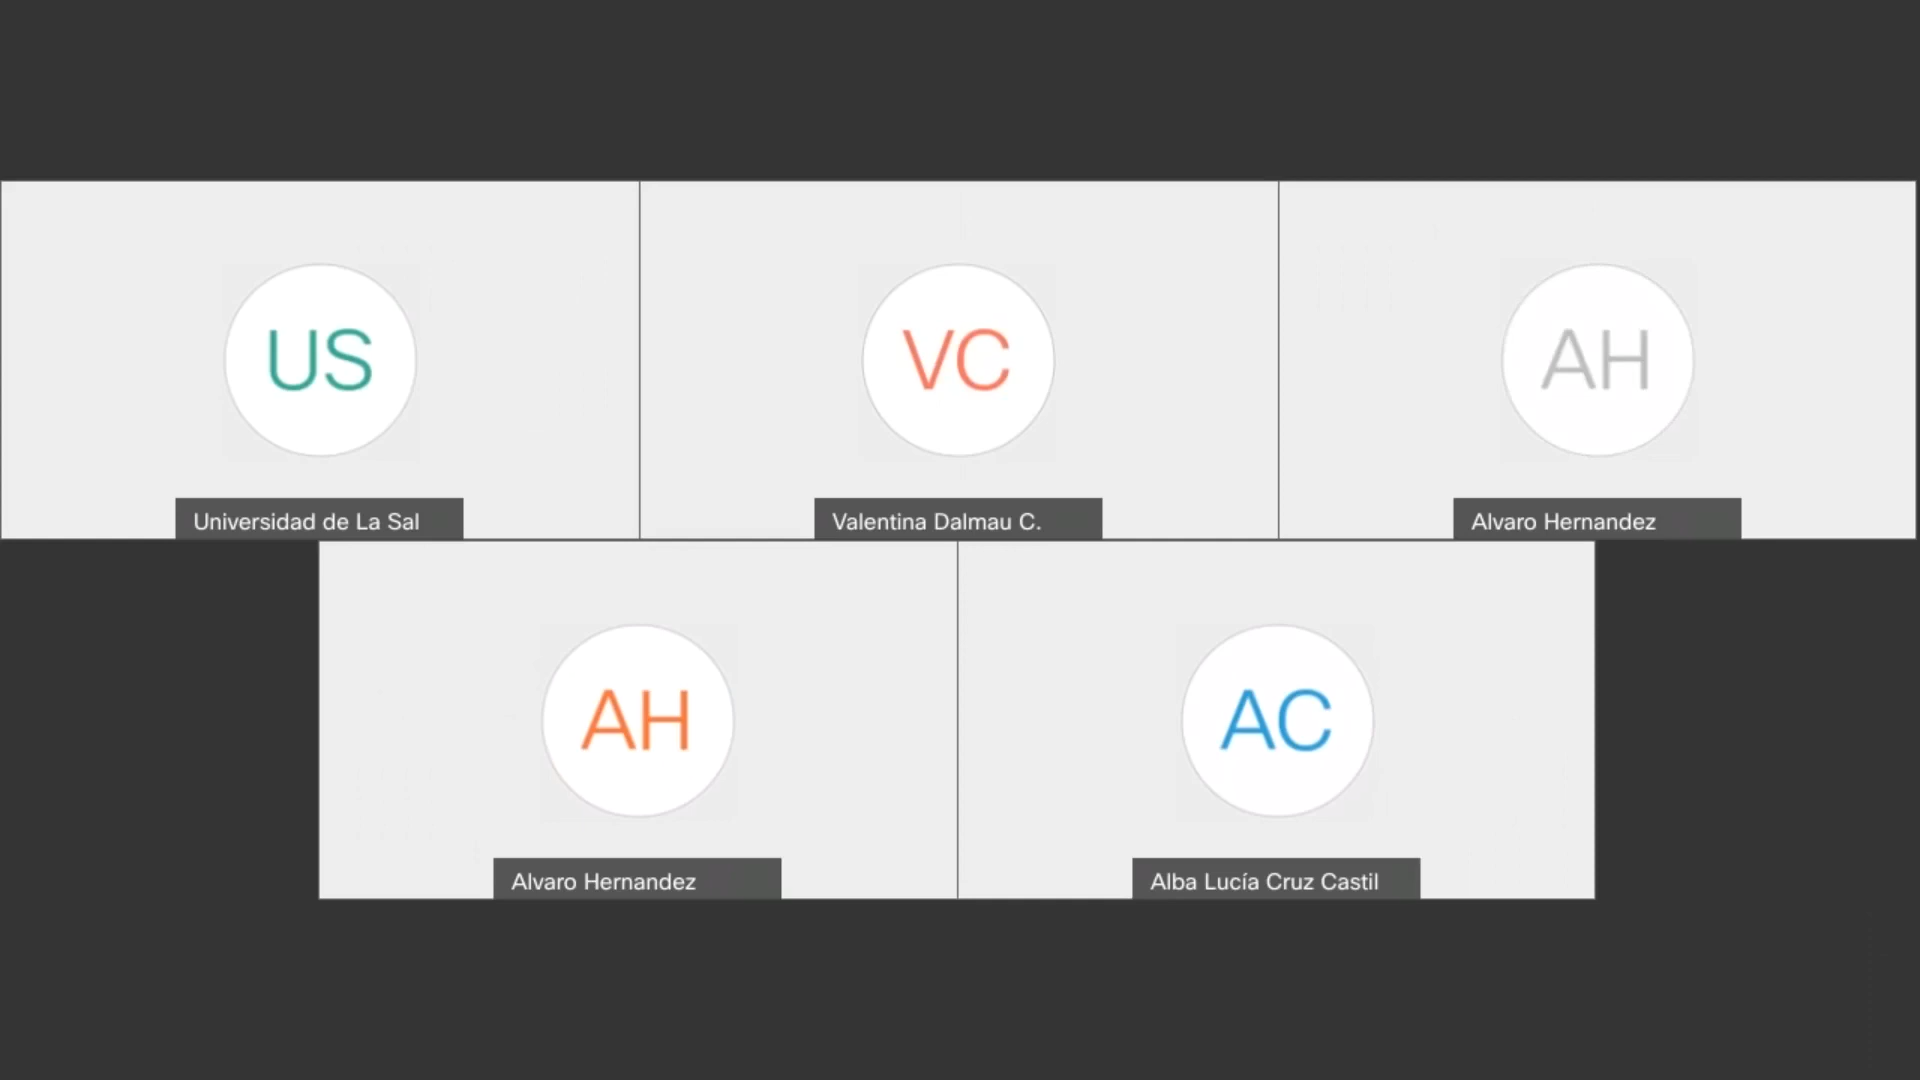 US
VC
AH
Universidad de La Sal
Valentina Dalmau C.
Alvaro Hernandez
AH
AC
Alvaro Hernandez
Alba Lucía Cruz Castil